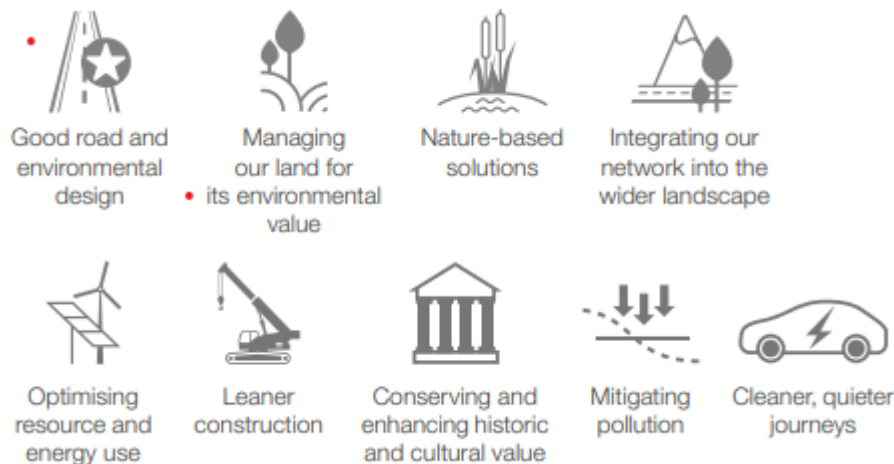 Good road and
environmental
design
Managing
our land for
its environmental
value
Nature-based
solutions
Integrating our
network into the
wider landscape
Optimising
resource and
energy use
Leaner
construction
Conserving and
enhancing historic
and cultural value
Mitigating
pollution
Cleaner, quieter
journeys